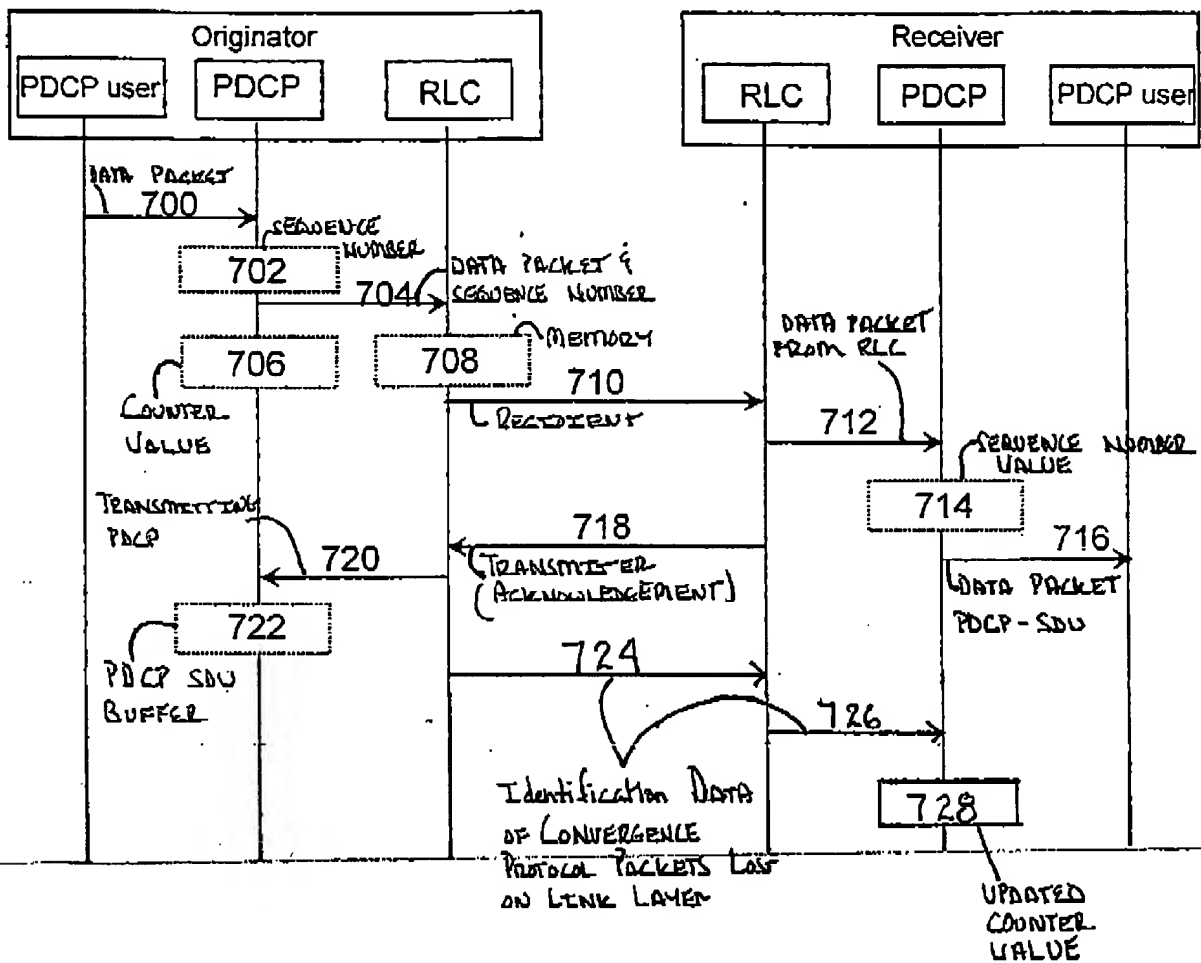 Originator
Receiver
PDCP user
PDCP
RLC
RLC
PDCP
PDCP user
DATA PACKET
700
SEQUENCE
NUMBER
702
DATA PACKET &
SEQUENCE NUMBER
704
MEMORY
706
708
COUNTER
VALUE
710
RECIPIENT
DATA PACKET
FROM RLC
712
SEQUENCE NUMBER
VALUE
714
TRANSMITTING
PDCP
718
TRANSMITER
(ACKNOWLEDGEMENT)
720
716
DATA PACKET
PDCP-SDU
722
PDCP SDU
BUFFER
724
726
Identification DATA
OF CONVERGENCE
PROTOCOL PACKETS LOST
ON LINK LAYER
728
UPDATED
COUNTER
VALUE